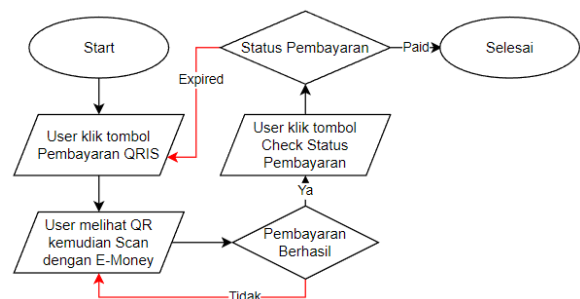 Start
User klik tombol
Pembayaran QRIS
User melihat QR
kemudian Scan
dengan E-Money
Pembayaran
Berhasil
Tidak
Ya
User klik tombol
Check Status
Pembayaran
Status Pembayaran
Expired
Paid
Selesai